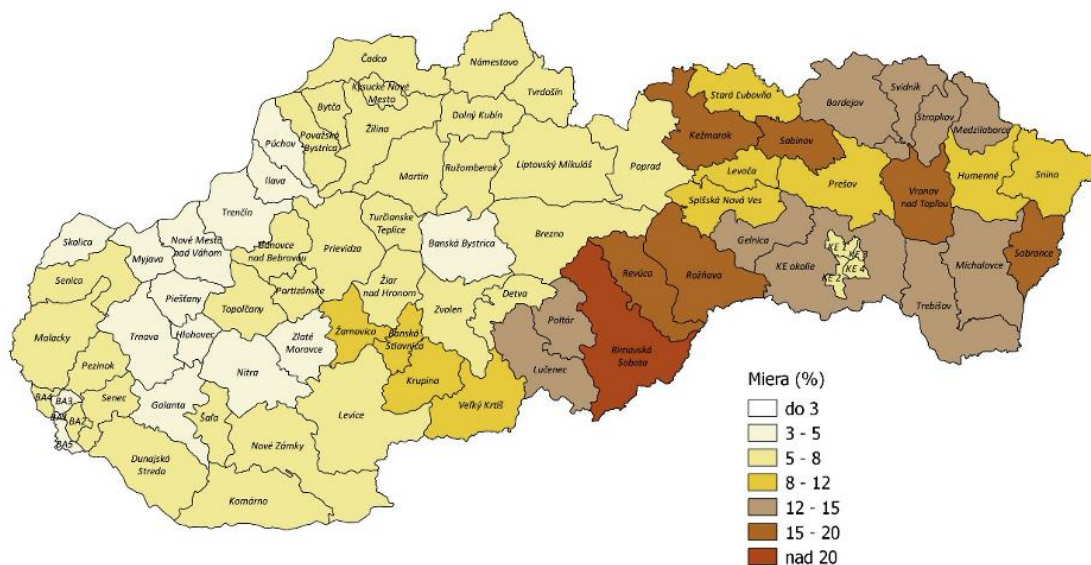 Čadca
Námestovo
Tvrdošín
Kysucké Nové
Mesto
Bytča
Žilina
Dolný Kubín
Považská
Bystrica
Púchov
Ilava
Martin
Ružomberok
Liptovský Mikuláš
Poprad
Stará Ľubovňa
Kežmarok
Sabinov
Bardejov
Svidník
Stropkov
Medzilaborce
Levoča
Prešov
Vranov
nad Topľou
Humenné
Snina
Spišská Nová Ves
Gelnica
KE okolie
KE 1
KE 3
KE 4
KE 2
Michalovce
Sobrance
Trebišov
Trenčín
Turčianske
Teplice
Banská Bystrica
Brezno
Skalica
Myjava
Nové Mesto
nad Váhom
Bánovce
nad Bebravou
Prievidza
Žiar
nad Hronom
Revúca
Rožňava
Senica
Piešťany
Topoľčany
Partizánske
Zvolen
Detva
Poltár
Rimavská
Sobota
Malacky
Trnava
Hlohovec
Zlaté
Moravce
Žarnovica
Banská
Štiavnica
Lučenec
Pezinok
Nitra
Krupina
Veľký Krtíš
BA4
BA3
BA1
BA2
BA5
Senec
Galanta
Šaľa
Levice
Dunajská
Streda
Nové Zámky
Komárno
Miera (%)
do 3
3 - 5
5 - 8
8 - 12
12 - 15
15 - 20
nad 20